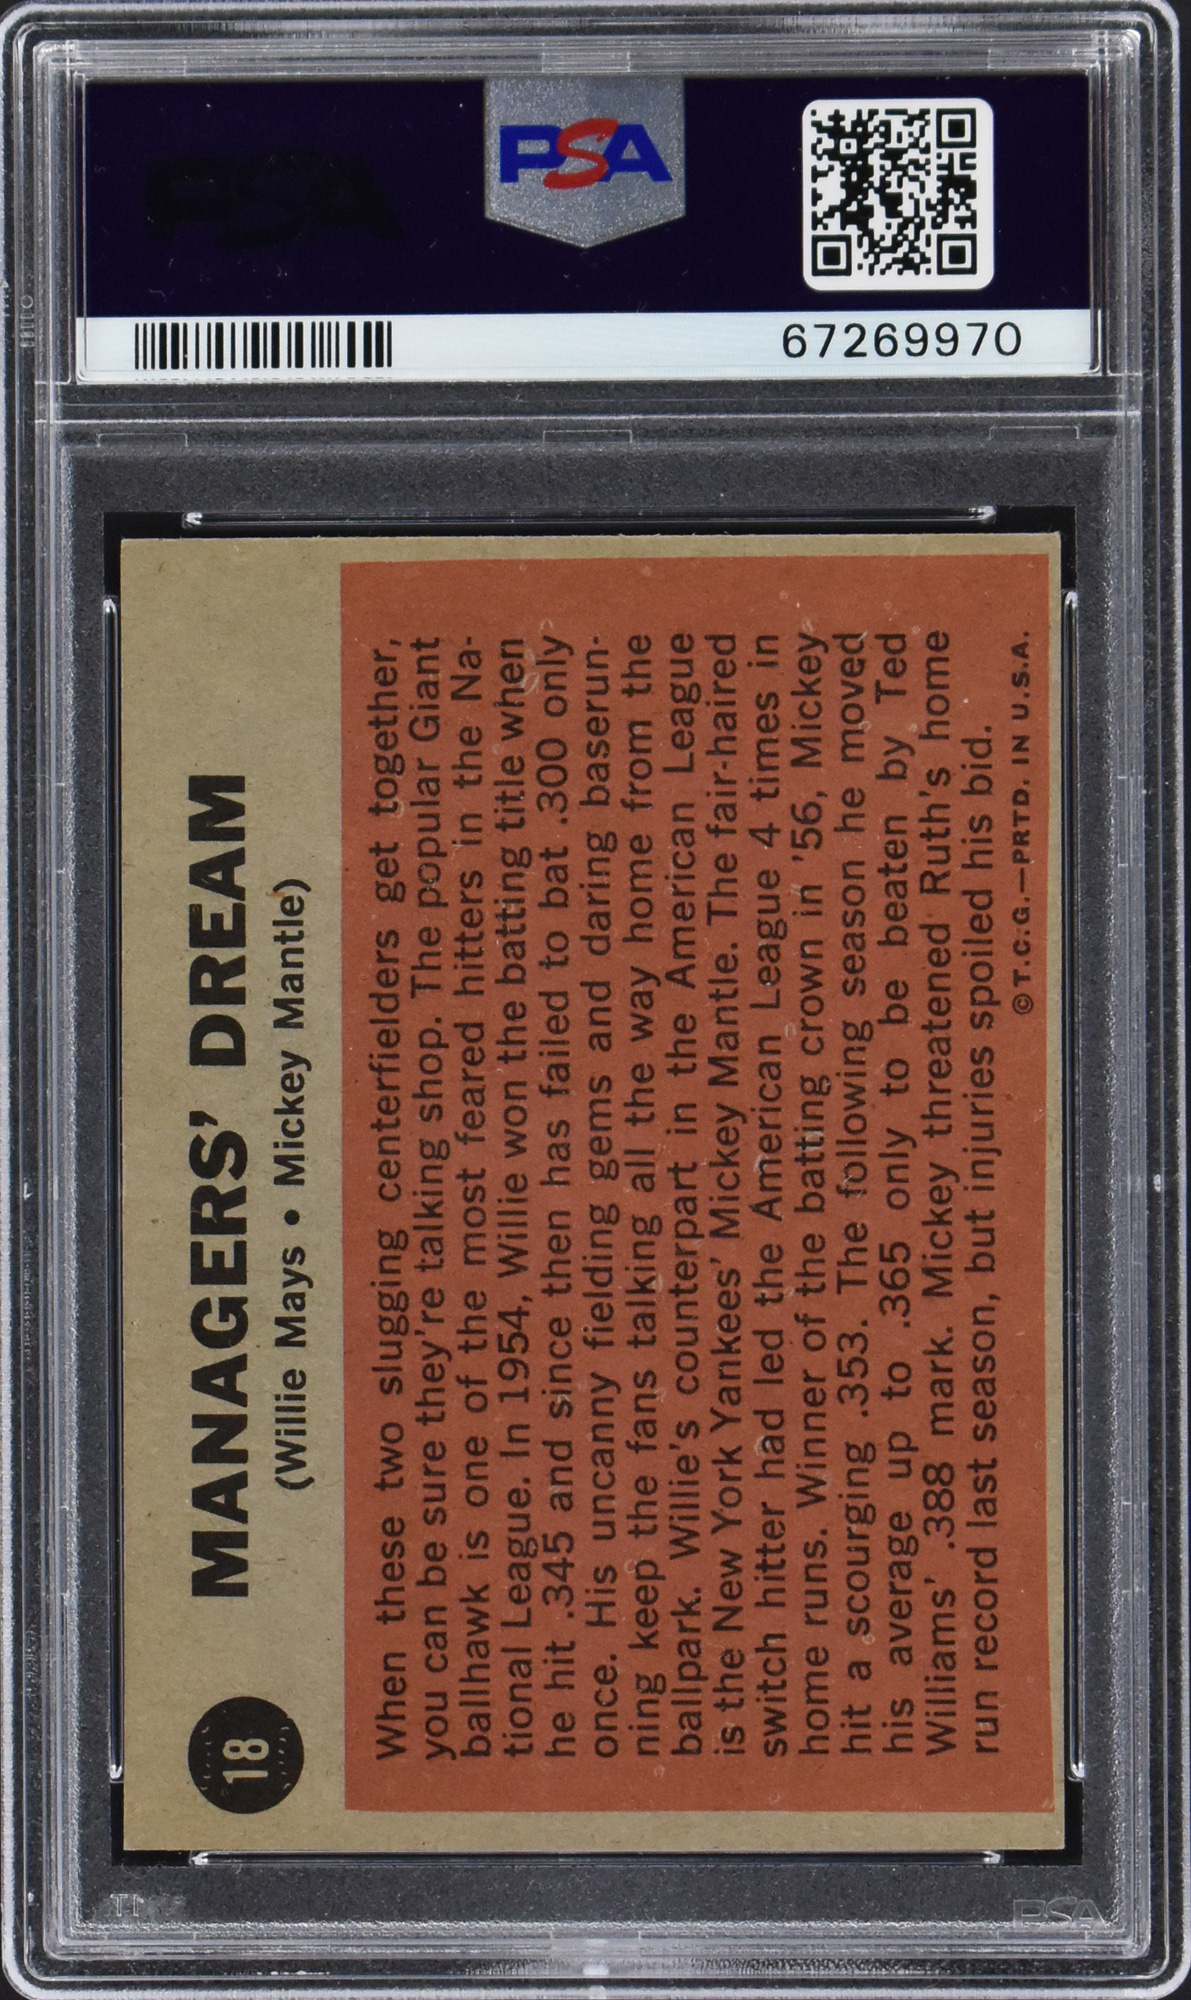 PSA
PSA
67269970
18
MANAGERS' DREAM
(Willie Mays • Mickey Mantle)
When these two slugging centerfielders get together,
you can be sure they're talking shop. The popular Giant
ballhawk is one of the most feared hitters in the Na-
tional League. In 1954, Willie won the batting title when
he hit .345 and since then has failed to bat .300 only
once. His uncanny fielding gems and daring baserun-
ning keep the fans talking all the way home from the
ballpark. Willie's counterpart in the American League
is the New York Yankees' Mickey Mantle. The fair-haired
switch hitter had led the American League 4 times in
home runs. Winner of the batting crown in '56, Mickey
hit a scourging .353. The following season he moved
his average up to .365 only to be beaten by Ted
Williams' .388 mark. Mickey threatened Ruth's home
run record last season, but injuries spoiled his bid.
© T.C.G.—PRTD. IN U.S.A.
PSA